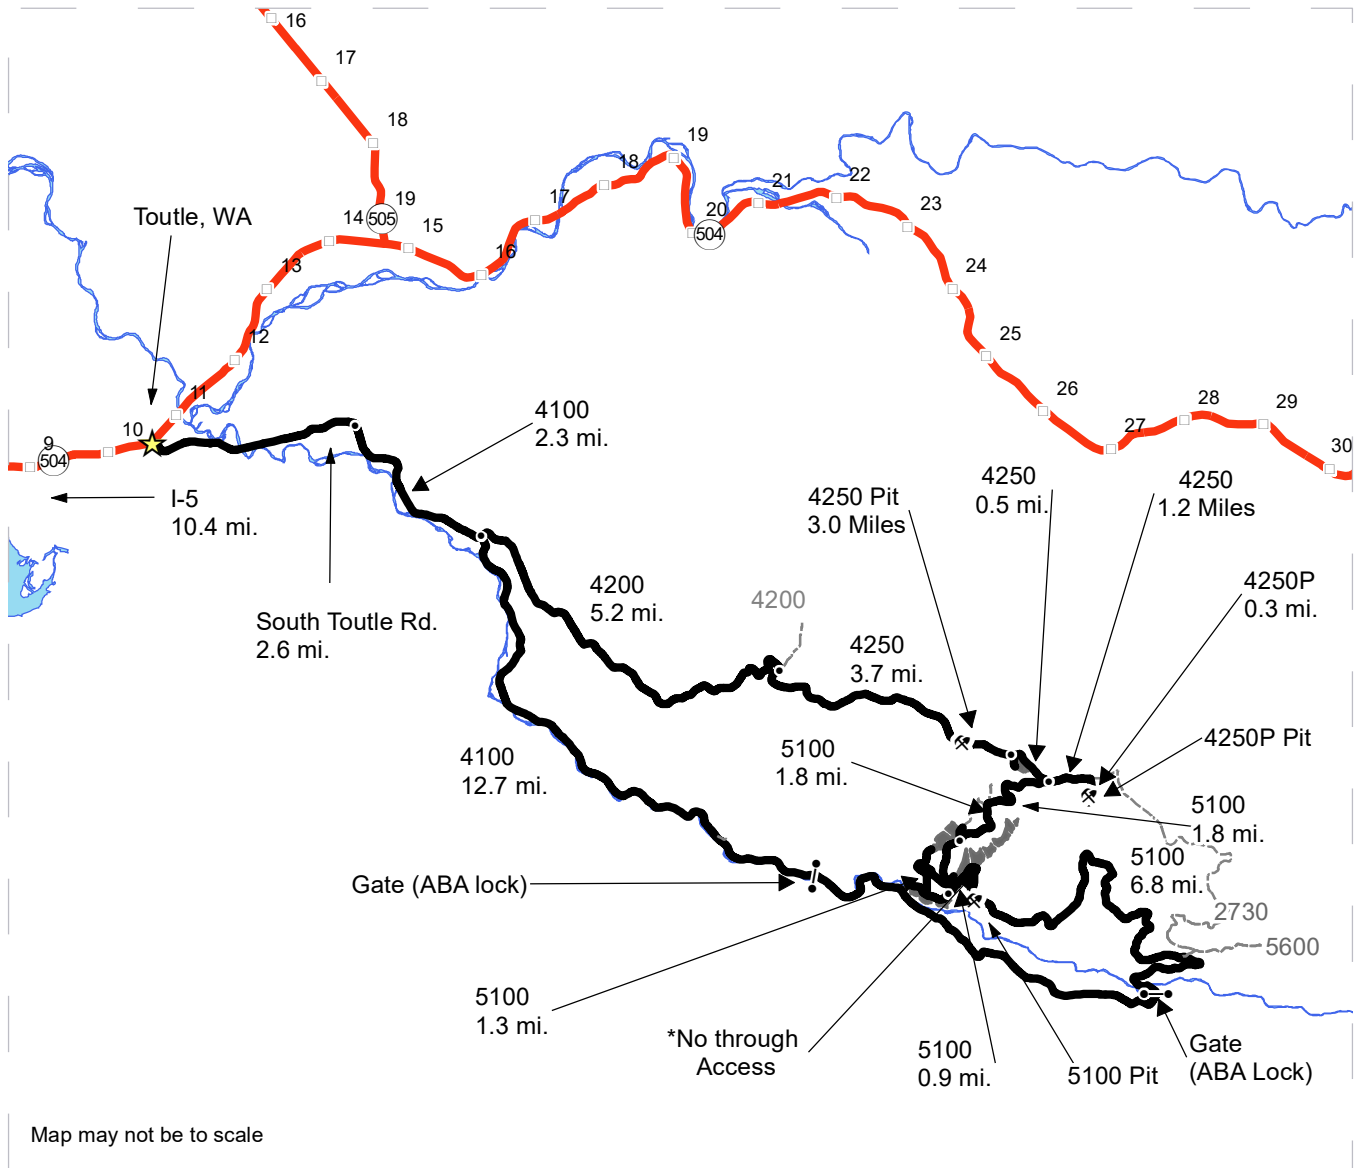 16
17
18
19
505
14
15
13
12
11
10
9
504
16
17
18
19
20
504
21
22
23
24
25
26
27
28
29
30
Toutle, WA
I-5
10.4 mi.
South Toutle Rd.
2.6 mi.
4100
2.3 mi.
4200
5.2 mi.
4200
4250
3.7 mi.
4250 Pit
3.0 Miles
4250
0.5 mi.
4250
1.2 Miles
4250P
0.3 mi.
4250P Pit
5100
1.8 mi.
5100
1.8 mi.
5100
6.8 mi.
2730
5600
4100
12.7 mi.
Gate (ABA lock)
5100
1.3 mi.
*No through
Access
5100
0.9 mi.
5100 Pit
Gate
(ABA Lock)
Map may not be to scale